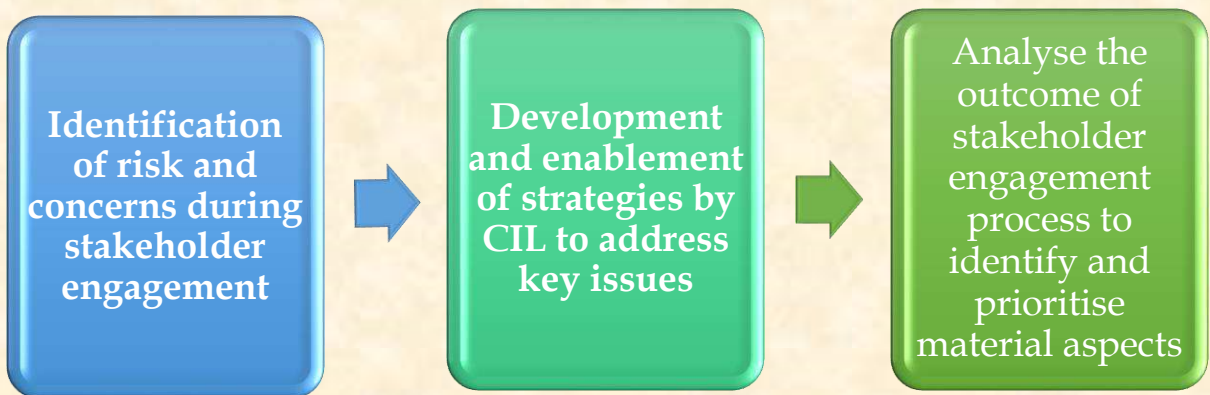 Identification
of risk and
concerns during
stakeholder
engagement
Development
and enablement
of strategies by
CIL to address
key issues
Analyse the
outcome of
stakeholder
engagement
process to
identify and
prioritise
material aspects